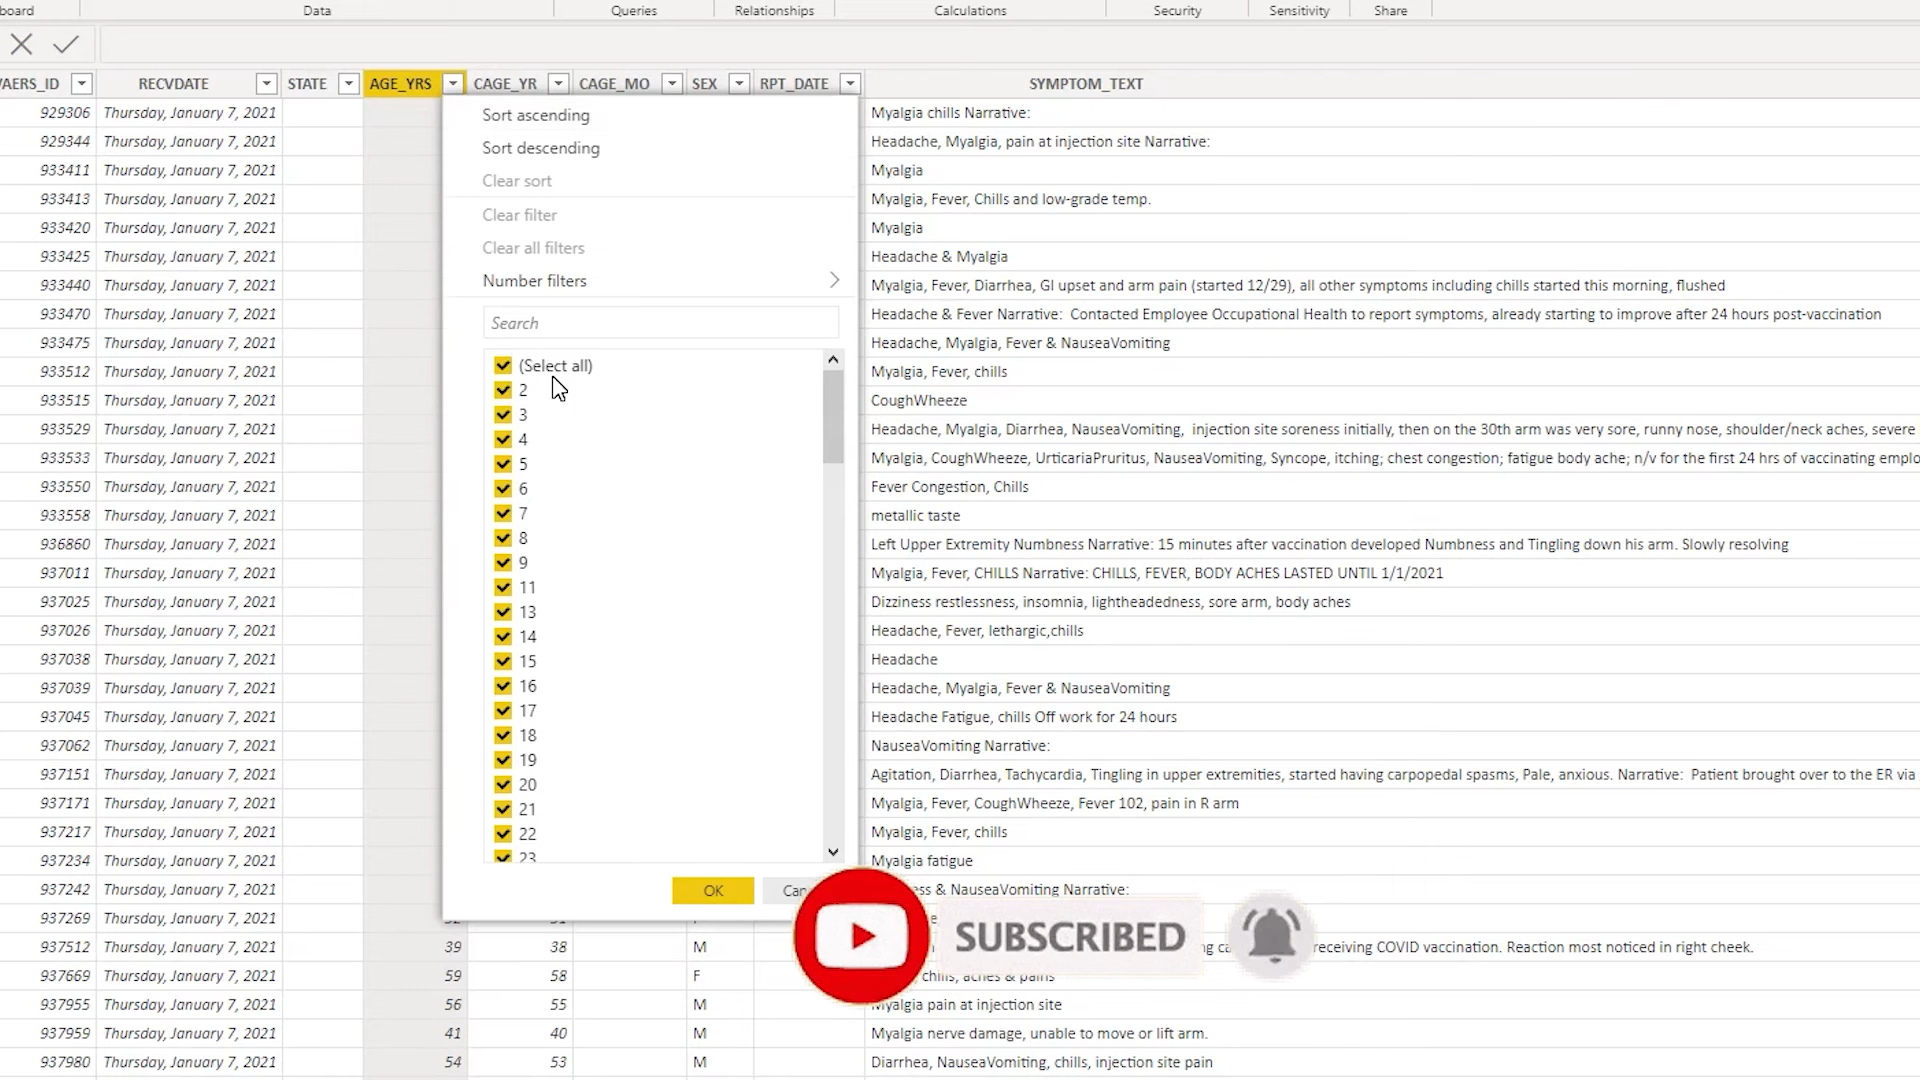 board Data Queries Relationships Calculations Security Sensitivity Share
VAERS_ID RECVDATE STATE AGE_YRS CAGE_YR CAGE_MO SEX RPT_DATE SYMPTOM_TEXT
929306 Thursday, January 7, 2021 Myalgia chills Narrative:
929344 Thursday, January 7, 2021 Headache, Myalgia, pain at injection site Narrative:
933411 Thursday, January 7, 2021 Myalgia
933413 Thursday, January 7, 2021 Myalgia, Fever, Chills and low-grade temp.
933420 Thursday, January 7, 2021 Myalgia
933425 Thursday, January 7, 2021 Headache & Myalgia
933440 Thursday, January 7, 2021 Myalgia, Fever, Diarrhea, GI upset and arm pain (started 12/29), all other symptoms including chills started this morning, flushed
933470 Thursday, January 7, 2021 Headache & Fever Narrative: Contacted Employee Occupational Health to report symptoms, already starting to improve after 24 hours post-vaccination
933475 Thursday, January 7, 2021 Headache, Myalgia, Fever & NauseaVomiting
933512 Thursday, January 7, 2021 Myalgia, Fever, chills
933515 Thursday, January 7, 2021 CoughWheeze
933529 Thursday, January 7, 2021 Headache, Myalgia, Diarrhea, NauseaVomiting, injection site soreness initially, then on the 30th arm was very sore, runny nose, shoulder/neck aches, severe
933533 Thursday, January 7, 2021 Myalgia, CoughWheeze, UrticariaPruritus, NauseaVomiting, Syncope, itching; chest congestion; fatigue body ache; n/v for the first 24 hrs of vaccinating emplo
933550 Thursday, January 7, 2021 Fever Congestion, Chills
933558 Thursday, January 7, 2021 metallic taste
936860 Thursday, January 7, 2021 Left Upper Extremity Numbness Narrative: 15 minutes after vaccination developed Numbness and Tingling down his arm. Slowly resolving
937011 Thursday, January 7, 2021 Myalgia, Fever, CHILLS Narrative: CHILLS, FEVER, BODY ACHES LASTED UNTIL 1/1/2021
937025 Thursday, January 7, 2021 Dizziness restlessness, insomnia, lightheadedness, sore arm, body aches
937026 Thursday, January 7, 2021 Headache, Fever, lethargic,chills
937038 Thursday, January 7, 2021 Headache
937039 Thursday, January 7, 2021 Headache, Myalgia, Fever & NauseaVomiting
937045 Thursday, January 7, 2021 Headache Fatigue, chills Off work for 24 hours
937062 Thursday, January 7, 2021 NauseaVomiting Narrative:
937151 Thursday, January 7, 2021 Agitation, Diarrhea, Tachycardia, Tingling in upper extremities, started having carpopedal spasms, Pale, anxious. Narrative: Patient brought over to the ER via
937171 Thursday, January 7, 2021 Myalgia, Fever, CoughWheeze, Fever 102, pain in R arm
937217 Thursday, January 7, 2021 Myalgia, Fever, chills
937234 Thursday, January 7, 2021 Myalgia fatigue
937242 Thursday, January 7, 2021 ess & NauseaVomiting Narrative:
937269 Thursday, January 7, 2021
937512 Thursday, January 7, 2021 39 38 M receiving COVID vaccination. Reaction most noticed in right cheek.
937669 Thursday, January 7, 2021 59 58 F chills, aches & pains
937955 Thursday, January 7, 2021 56 55 M Myalgia pain at injection site
937959 Thursday, January 7, 2021 41 40 M Myalgia nerve damage, unable to move or lift arm.
937980 Thursday, January 7, 2021 54 53 M Diarrhea, NauseaVomiting, chills, injection site pain
Sort ascending
Sort descending
Clear sort
Clear filter
Clear all filters
Number filters
Search
(Select all)
2
3
4
5
6
7
8
9
11
13
14
15
16
17
18
19
20
21
22
23
OK Can
SUBSCRIBED